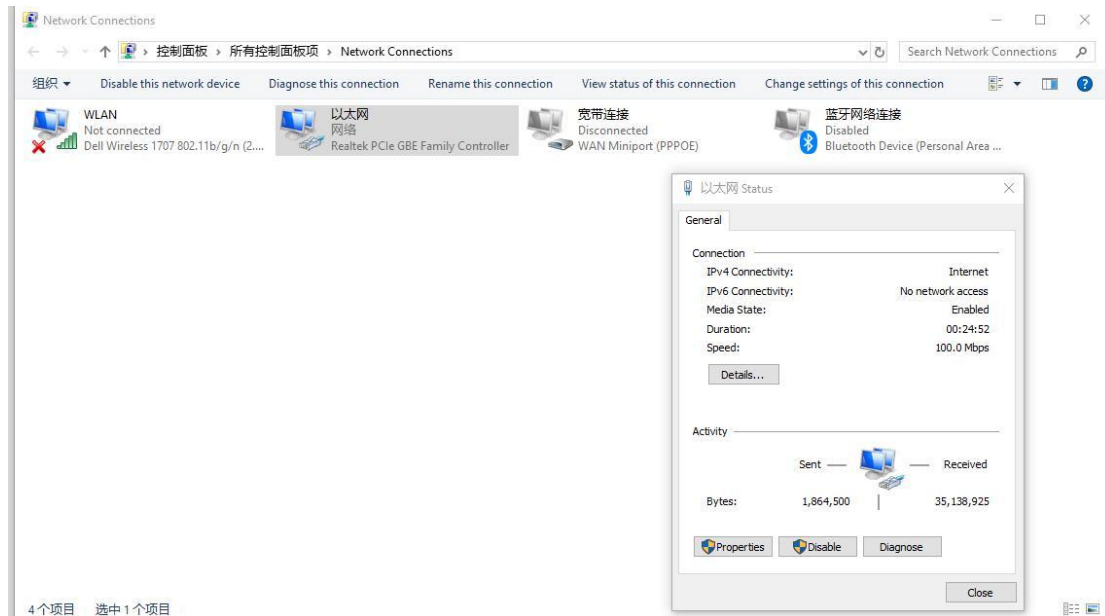 Network Connections
控制面板 › 所有控制面板项 › Network Connections
Search Network Connections
组织
Disable this network device
Diagnose this connection
Rename this connection
View status of this connection
Change settings of this connection
WLAN
Not connected
Dell Wireless 1707 802.11b/g/n (2....
以太网
网络
Realtek PCIe GBE Family Controller
宽带连接
Disconnected
WAN Miniport (PPPOE)
蓝牙网络连接
Disabled
Bluetooth Device (Personal Area ...
以太网 Status
General
Connection
IPv4 Connectivity: Internet
IPv6 Connectivity: No network access
Media State: Enabled
Duration: 00:24:52
Speed: 100.0 Mbps
Details...
Activity
Sent — Received
Bytes: 1,864,500 | 35,138,925
Properties
Disable
Diagnose
Close
4 个项目 选中 1 个项目